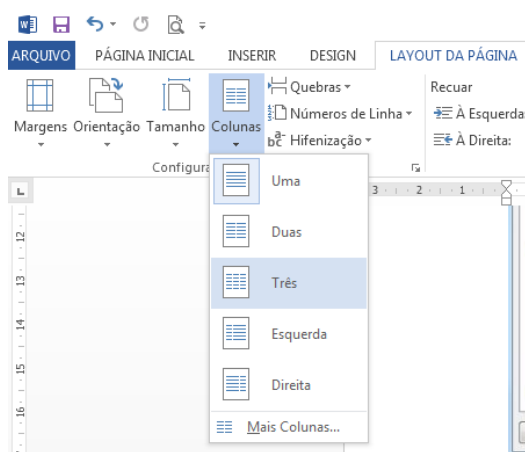 ARQUIVO PÁGINA INICIAL INSERIR DESIGN LAYOUT DA PÁGINA
Quebras Recuar
Números de Linha À Esquerda
Margens Orientação Tamanho Colunas
bc Hifenização À Direita:
Configura
Uma
3 2 1
Duas
12
Três
13
Esquerda
14
Direita
15
Mais Colunas...
16